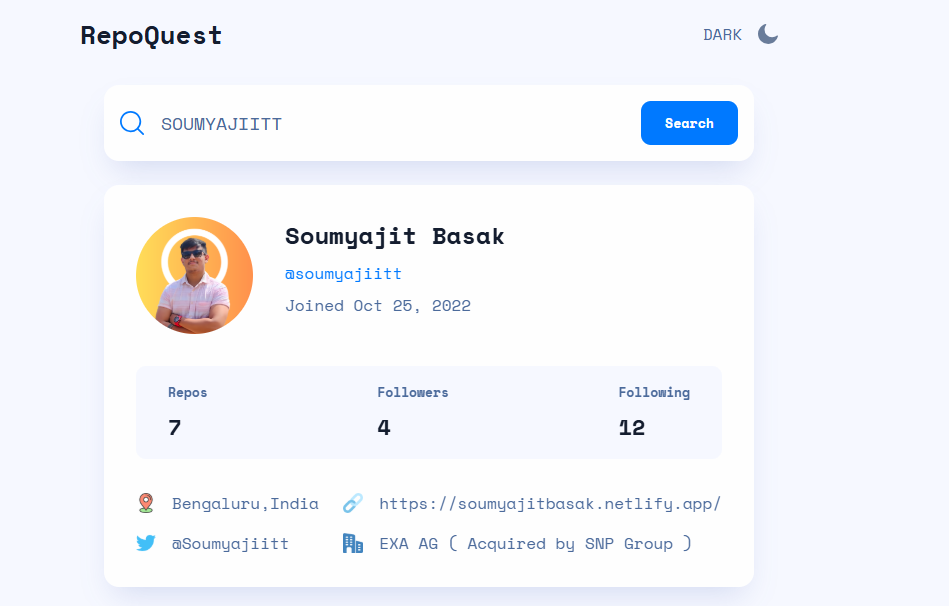 RepoQuest DARK
SOUMYAJIITT Search
Soumyajit Basak
@soumyajiitt
Joined Oct 25, 2022
Repos Followers Following
7 4 12
Bengaluru,India https://soumyajitbasak.netlify.app/
@Soumyajiitt EXA AG ( Acquired by SNP Group )